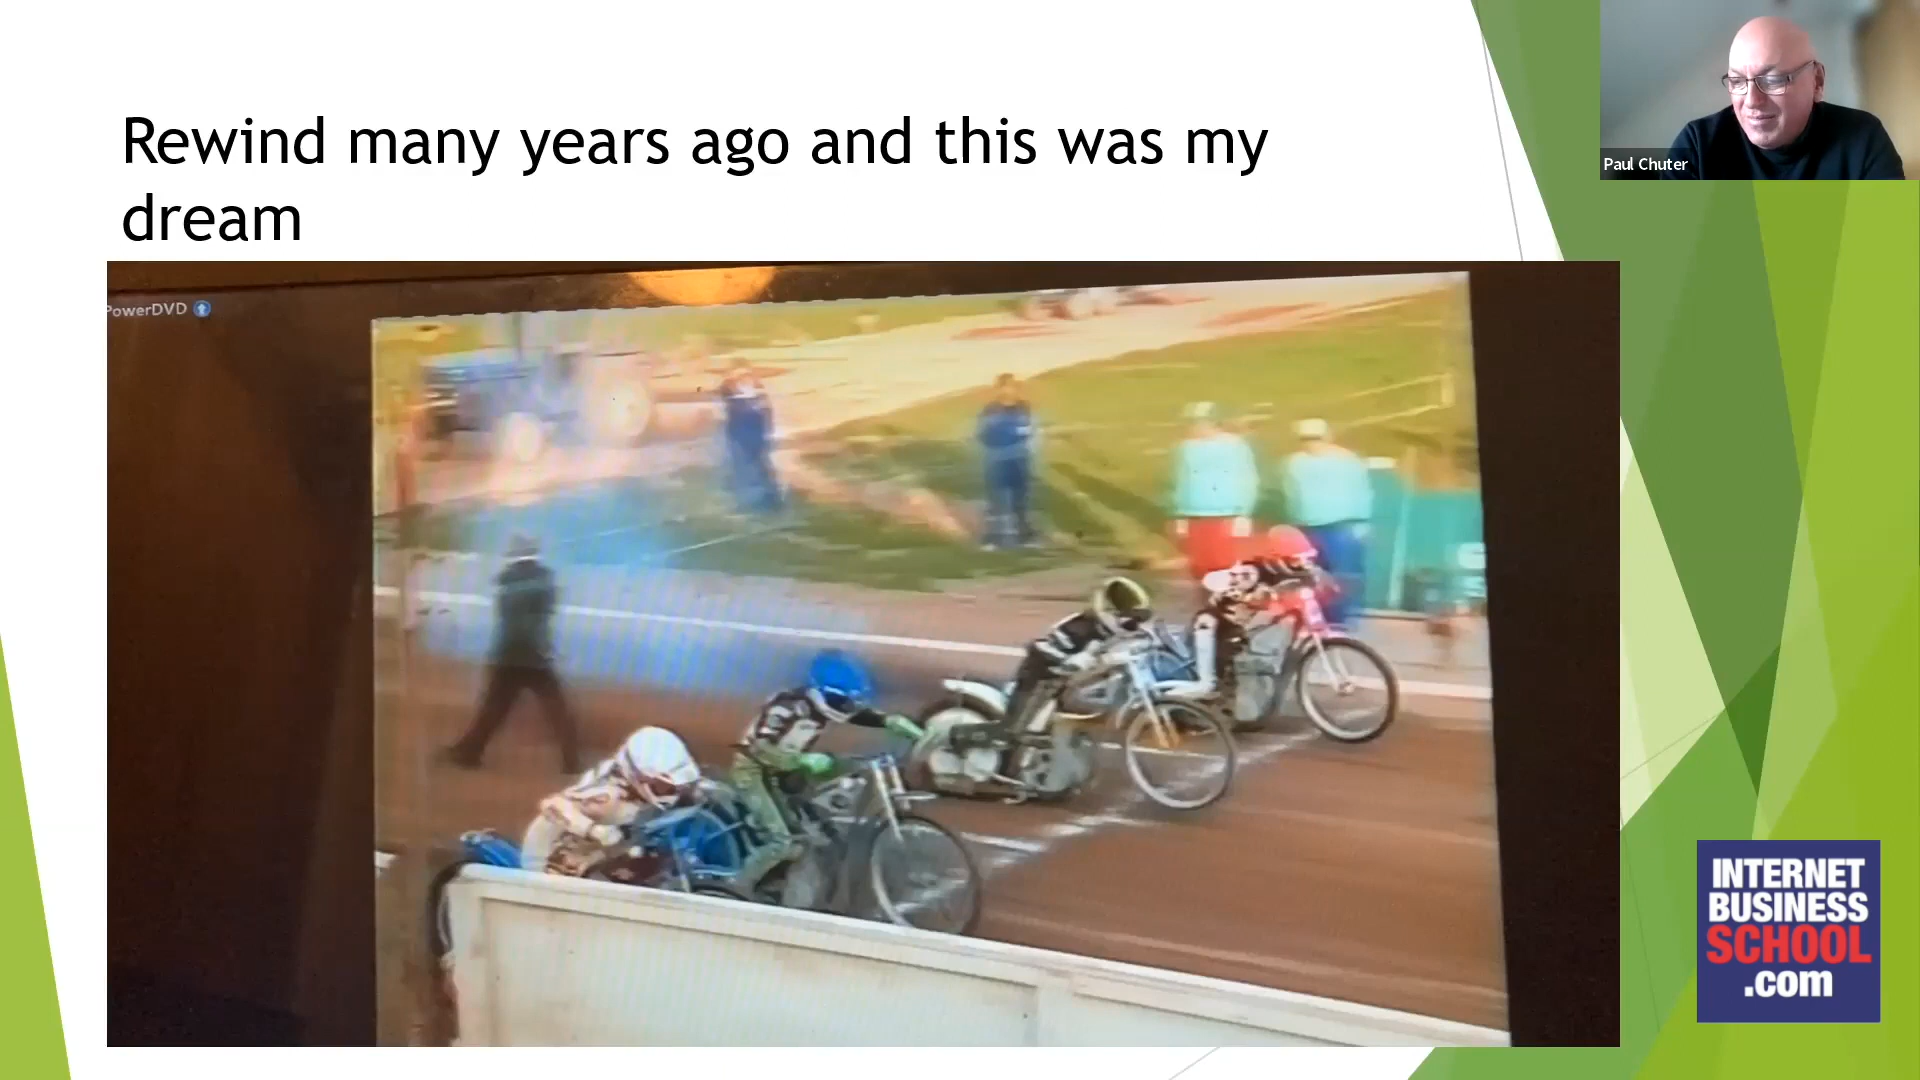 Rewind many years ago and this was my
dream
Paul Chuter
PowerDVD
INTERNET
BUSINESS
SCHOOL
.com